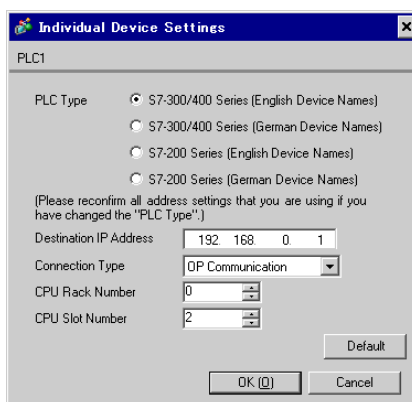 Individual Device Settings
PLC1
PLC Type
S7-300/400 Series (English Device Names)
S7-300/400 Series (German Device Names)
S7-200 Series (English Device Names)
S7-200 Series (German Device Names)
(Please reconfirm all address settings that you are using if you
have changed the "PLC Type".)
Destination IP Address 192. 168. 0. 1
Connection Type OP Communication
CPU Rack Number 0
CPU Slot Number 2
Default
OK (O) Cancel